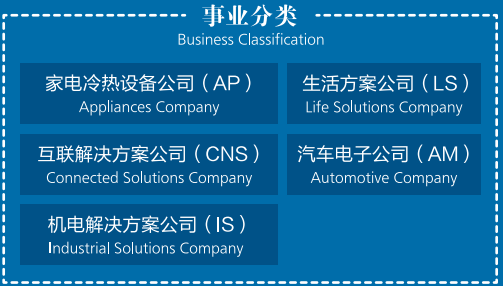 事业分类
Business Classification
家电冷热设备公司（AP）
Appliances Company
生活方案公司（LS）
Life Solutions Company
互联解决方案公司（CNS）
Connected Solutions Company
汽车电子公司（AM）
Automotive Company
机电解决方案公司（IS）
Industrial Solutions Company